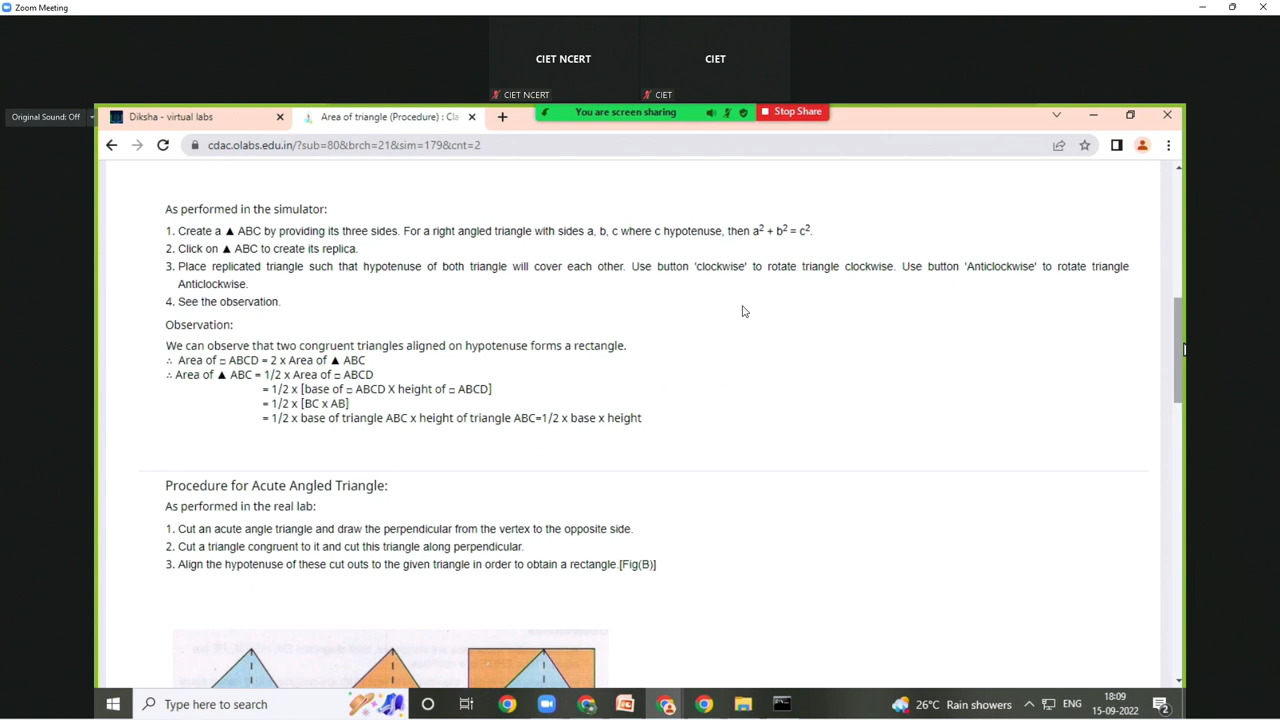 Zoom Meeting
CIET NCERT
CIET
CIET NCERT
CIET
Original Sound: Off
Diksha - virtual labs
Area of triangle (Procedure) : Cla
You are screen sharing
Stop Share
cdac.olabs.edu.in/?sub=80&brch=21&sim=179&cnt=2
As performed in the simulator:
1. Create a ▲ ABC by providing its three sides. For a right angled triangle with sides a, b, c where c hypotenuse, then a² + b² = c².
2. Click on ▲ ABC to create its replica.
3. Place replicated triangle such that hypotenuse of both triangle will cover each other. Use button 'clockwise' to rotate triangle clockwise. Use button 'Anticlockwise' to rotate triangle
Anticlockwise.
4. See the observation.
Observation:
We can observe that two congruent triangles aligned on hypotenuse forms a rectangle.
∴ Area of □ ABCD = 2 x Area of ▲ ABC
∴ Area of ▲ ABC = 1/2 x Area of □ ABCD
= 1/2 x [base of □ ABCD X height of □ ABCD]
= 1/2 x [BC x AB]
= 1/2 x base of triangle ABC x height of triangle ABC=1/2 x base x height
Procedure for Acute Angled Triangle:
As performed in the real lab:
1. Cut an acute angle triangle and draw the perpendicular from the vertex to the opposite side.
2. Cut a triangle congruent to it and cut this triangle along perpendicular.
3. Align the hypotenuse of these cut outs to the given triangle in order to obtain a rectangle.[Fig(B)]
Type here to search
26°C Rain showers
ENG
18:09
15-09-2022
2